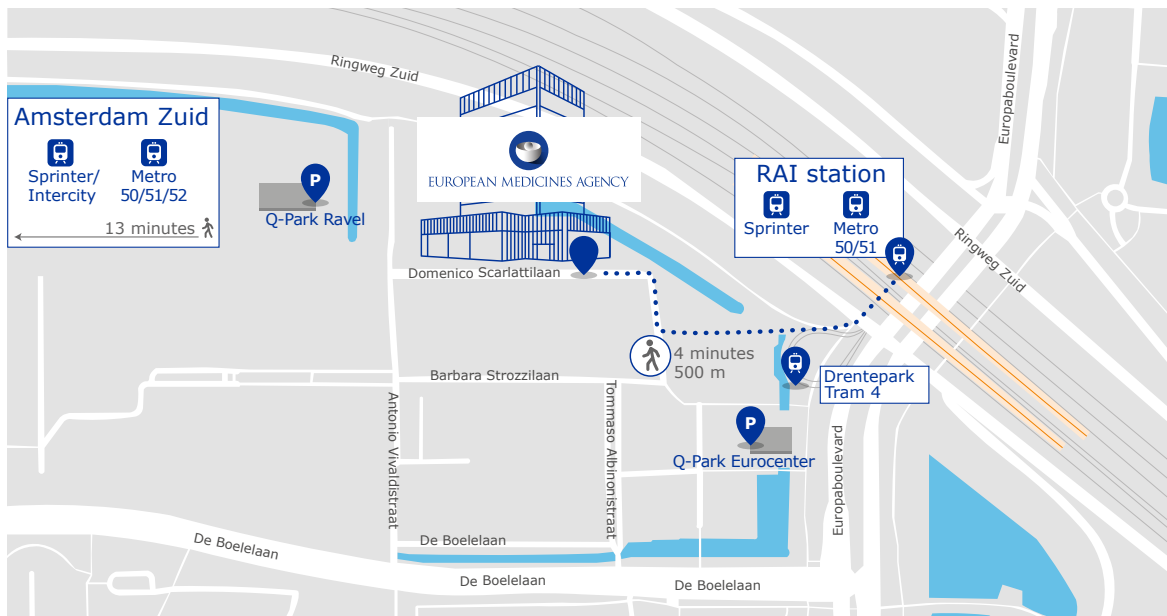 Ringweg Zuid
Europaboulevard
Amsterdam Zuid
Sprinter/
Intercity
Metro
50/51/52
13 minutes
P
Q-Park Ravel
EUROPEAN MEDICINES AGENCY
RAI station
Sprinter
Metro
50/51
Ringweg Zuid
Domenico Scarlattilaan
4 minutes
500 m
Drentepark
Tram 4
Barbara Strozzilaan
Antonio Vivaldistraat
Tommaso Albinonistraat
P
Q-Park Eurocenter
Europaboulevard
De Boelelaan
De Boelelaan
De Boelelaan
De Boelelaan